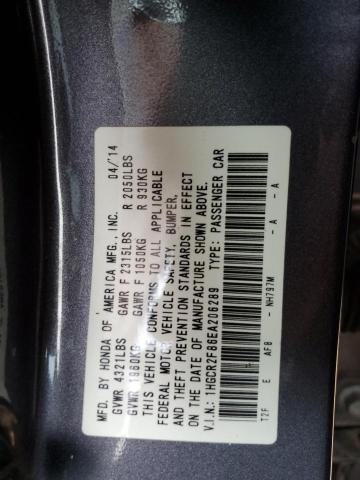 MFD. BY HONDA OF AMERICA MFG., INC. 04/'14
GVWR 4321LBS GAWR F 2315LBS R 2050LBS
GVWR 1960KG GAWR F 1050KG R 930KG
THIS VEHICLE CONFORMS TO ALL APPLICABLE
FEDERAL MOTOR VEHICLE SAFETY, BUMPER,
AND THEFT PREVENTION STANDARDS IN EFFECT
ON THE DATE OF MANUFACTURE SHOWN ABOVE.
V.I.N.: 1HGCR2F86EA206289 TYPE: PASSENGER CAR
T2F E AF8 - NH797M - A - A